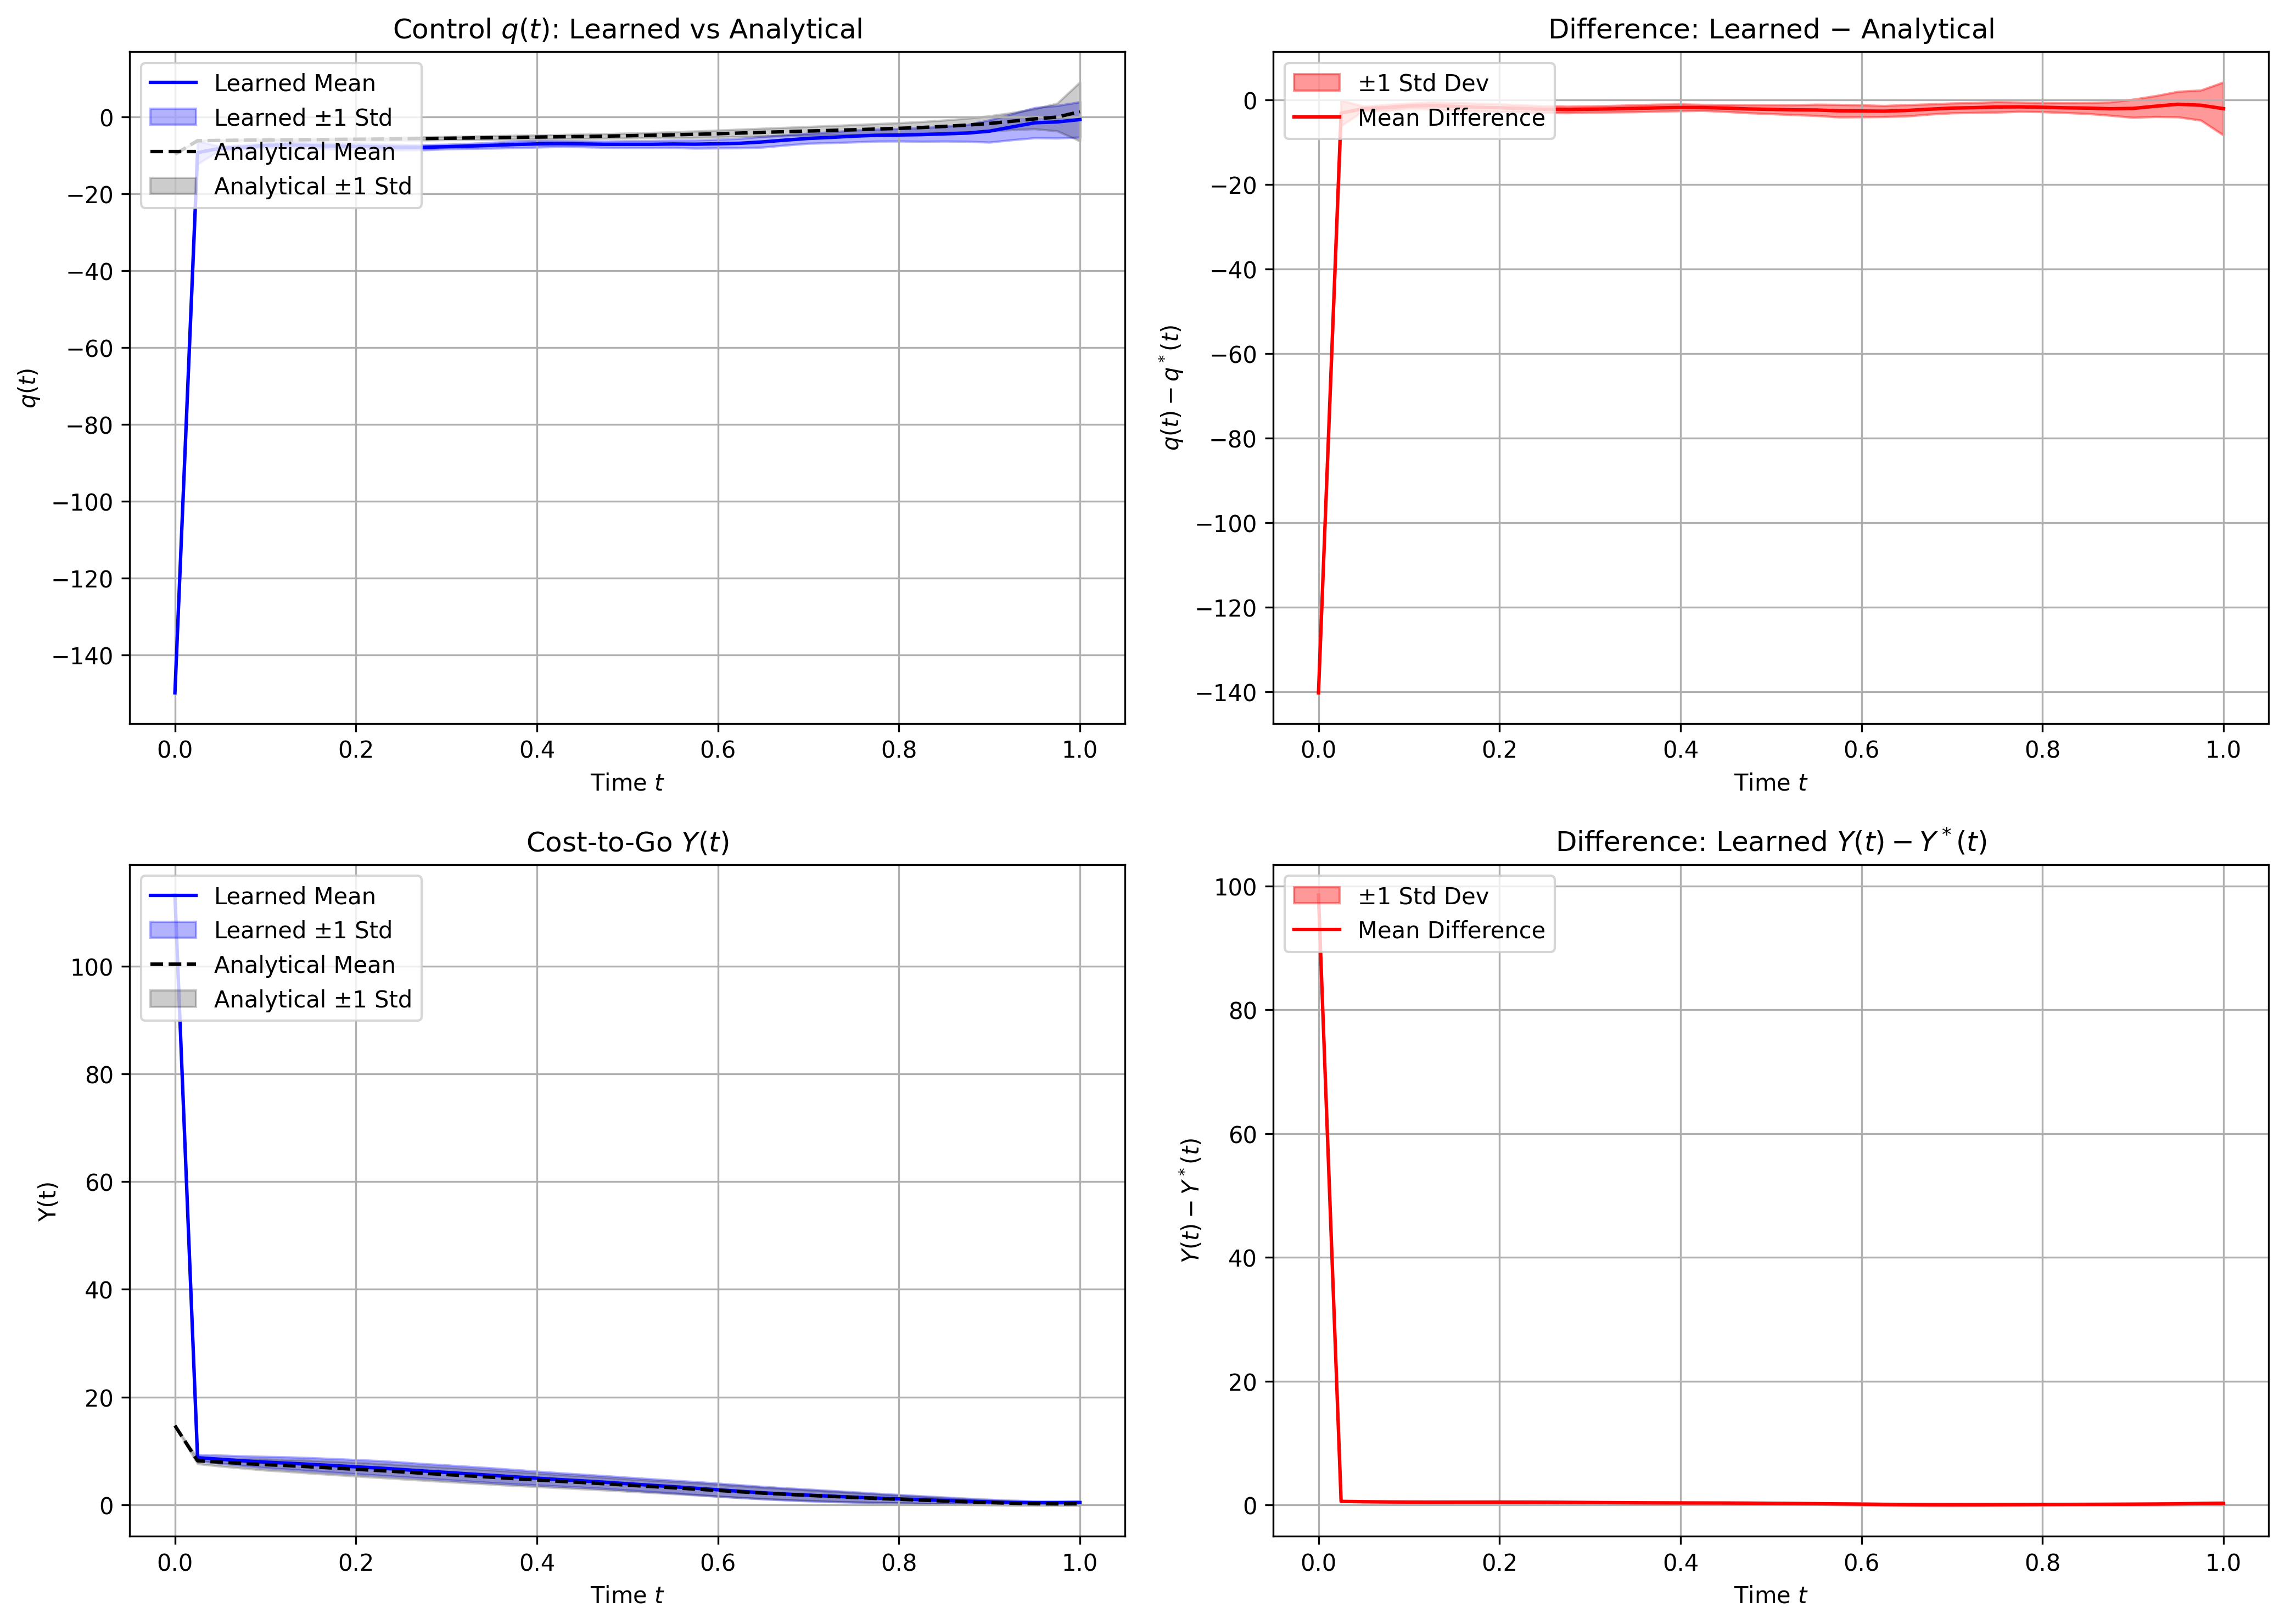 Control q(t): Learned vs Analytical
Learned Mean
Learned ±1 Std
Analytical Mean
Analytical ±1 Std
q(t)
0
−20
−40
−60
−80
−100
−120
−140
0.0 0.2 0.4 0.6 0.8 1.0
Time t
Difference: Learned − Analytical
±1 Std Dev
Mean Difference
q(t) − q*(t)
0
−20
−40
−60
−80
−100
−120
−140
0.0 0.2 0.4 0.6 0.8 1.0
Time t
Cost-to-Go Y(t)
Learned Mean
Learned ±1 Std
Analytical Mean
Analytical ±1 Std
Y(t)
100
80
60
40
20
0
0.0 0.2 0.4 0.6 0.8 1.0
Time t
Difference: Learned Y(t) − Y*(t)
±1 Std Dev
Mean Difference
Y(t) − Y*(t)
100
80
60
40
20
0
0.0 0.2 0.4 0.6 0.8 1.0
Time t